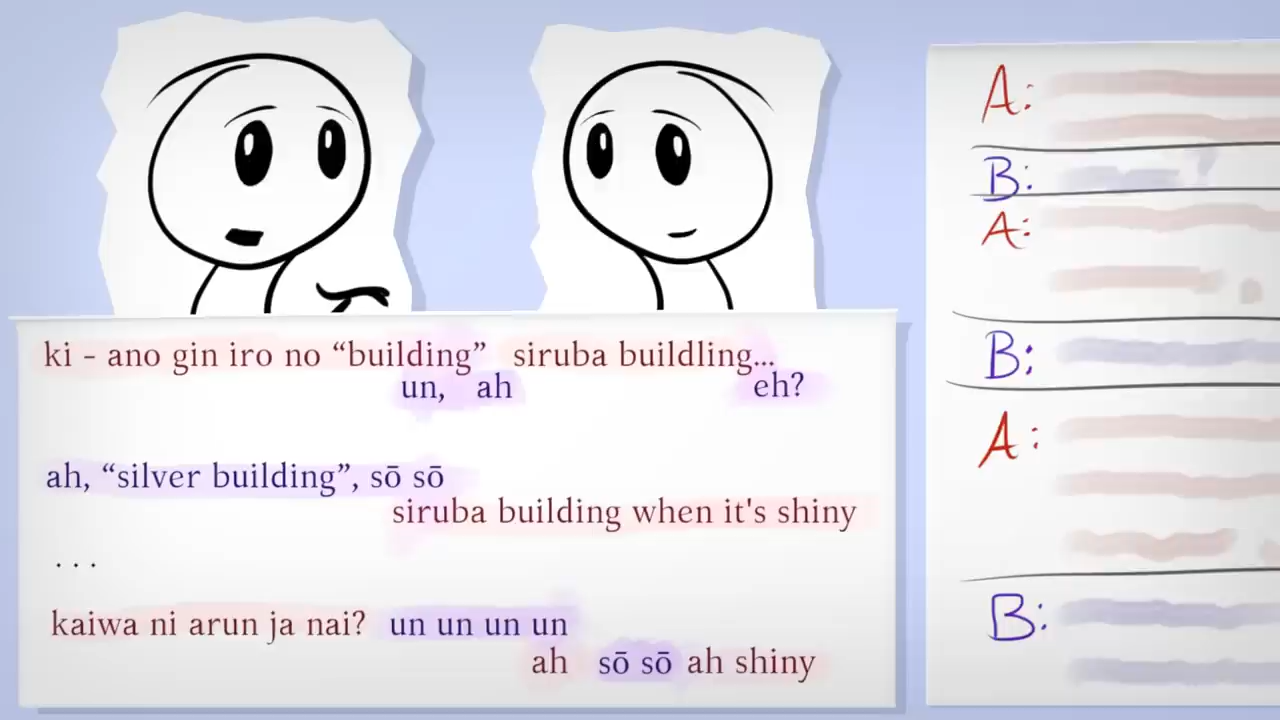 ki - ano gin iro no “building” siruba buildling...
un, ah eh?
ah, “silver building”, sō sō
siruba building when it's shiny
. . .
kaiwa ni arun ja nai? un un un un
ah sō sō ah shiny
A:
B:
A:
B:
A:
B: